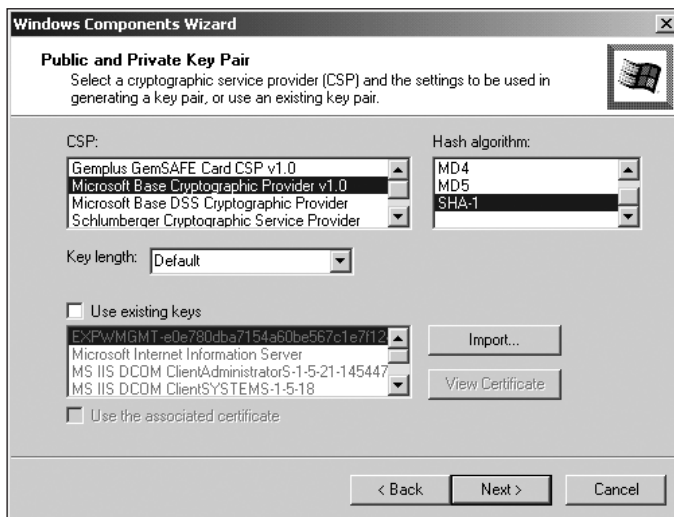 Windows Components Wizard
Public and Private Key Pair
Select a cryptographic service provider (CSP) and the settings to be used in
generating a key pair, or use an existing key pair.
CSP:
Gemplus GemSAFE Card CSP v1.0
Microsoft Base Cryptographic Provider v1.0
Microsoft Base DSS Cryptographic Provider
Schlumberger Cryptographic Service Provider
Hash algorithm:
MD4
MD5
SHA-1
Key length:
Default
Use existing keys
EXPWMGMT-e0e780dba7154a60be567c1e7f12
Microsoft Internet Information Server
MS IIS DCOM ClientAdministratorS-1-5-21-145447
MS IIS DCOM ClientSYSTEMS-1-5-18
Import...
View Certificate
Use the associated certificate
< Back
Next >
Cancel